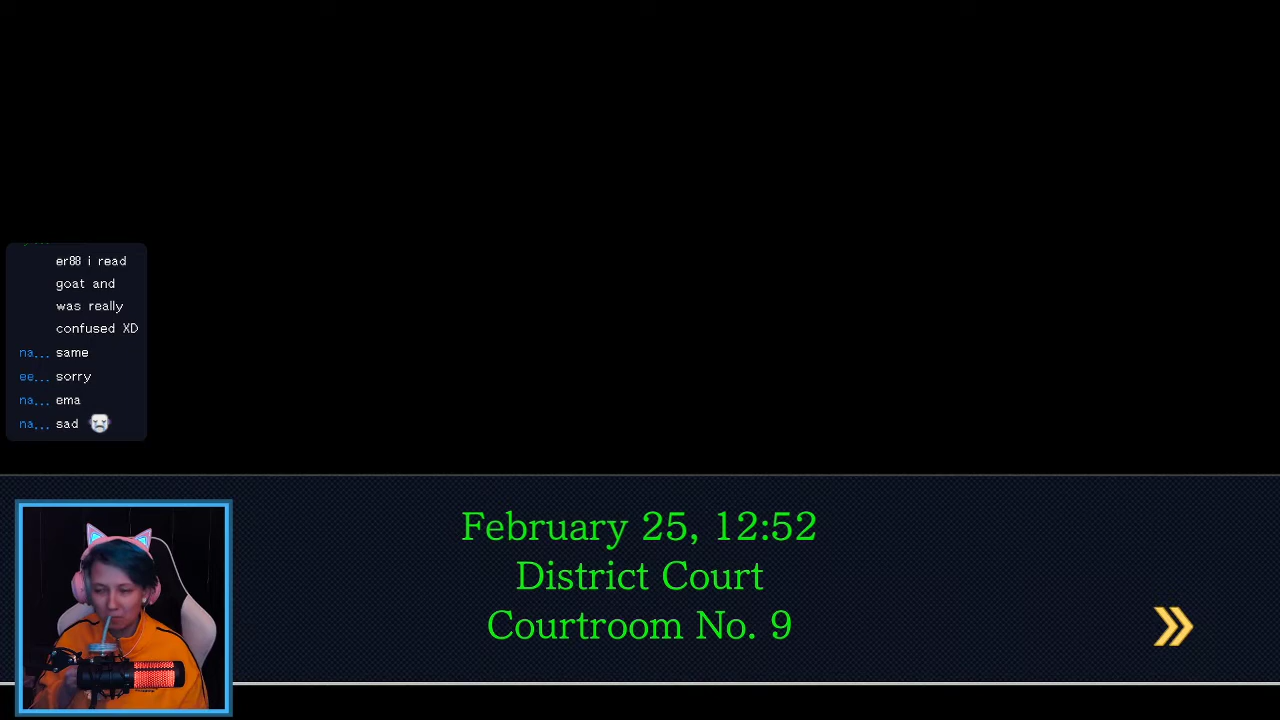 er88 i read
goat and
was really
confused XD
na... same
ee... sorry
na... ema
na... sad
February 25, 12:52
District Court
Courtroom No. 9